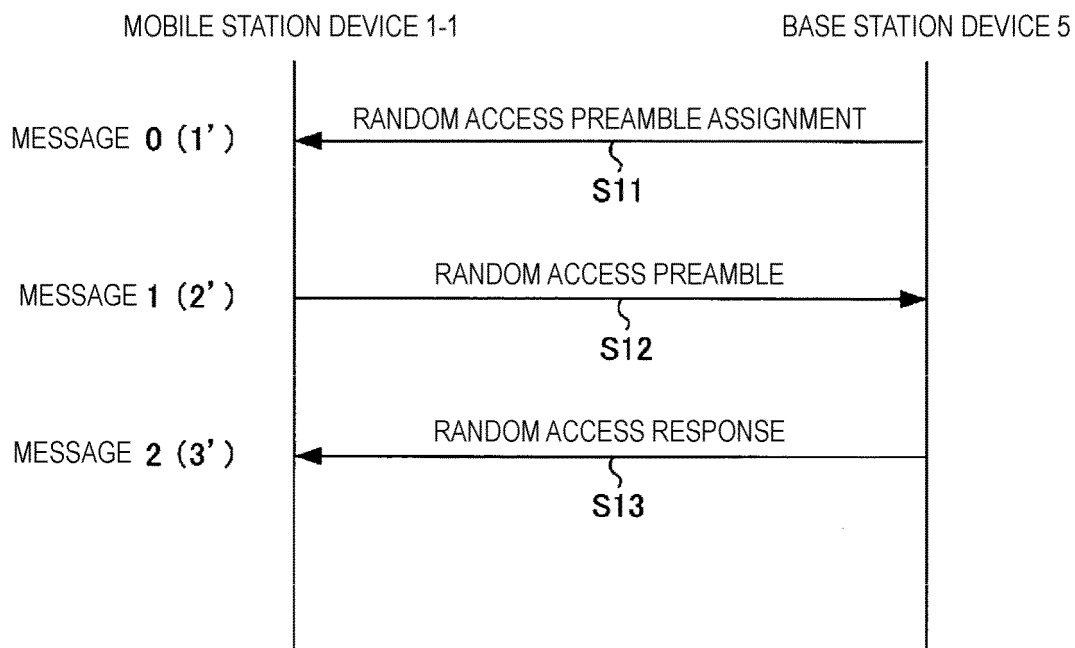 MOBILE STATION DEVICE 1-1
BASE STATION DEVICE 5
RANDOM ACCESS PREAMBLE ASSIGNMENT
MESSAGE 0 (1')
S11
RANDOM ACCESS PREAMBLE
MESSAGE 1 (2')
S12
RANDOM ACCESS RESPONSE
MESSAGE 2 (3')
S13